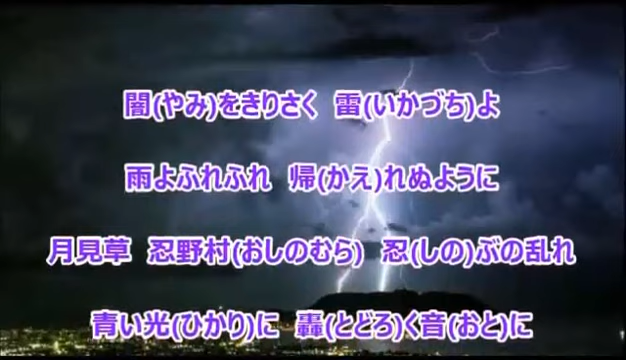 闇(やみ)をきりさく　雷(いかづち)よ
雨よふれふれ　帰(かえ)れぬように
月見草　忍野村(おしのむら)　忍(しの)ぶの乱れ
青い光(ひかり)に　轟(とどろ)く音(おと)に